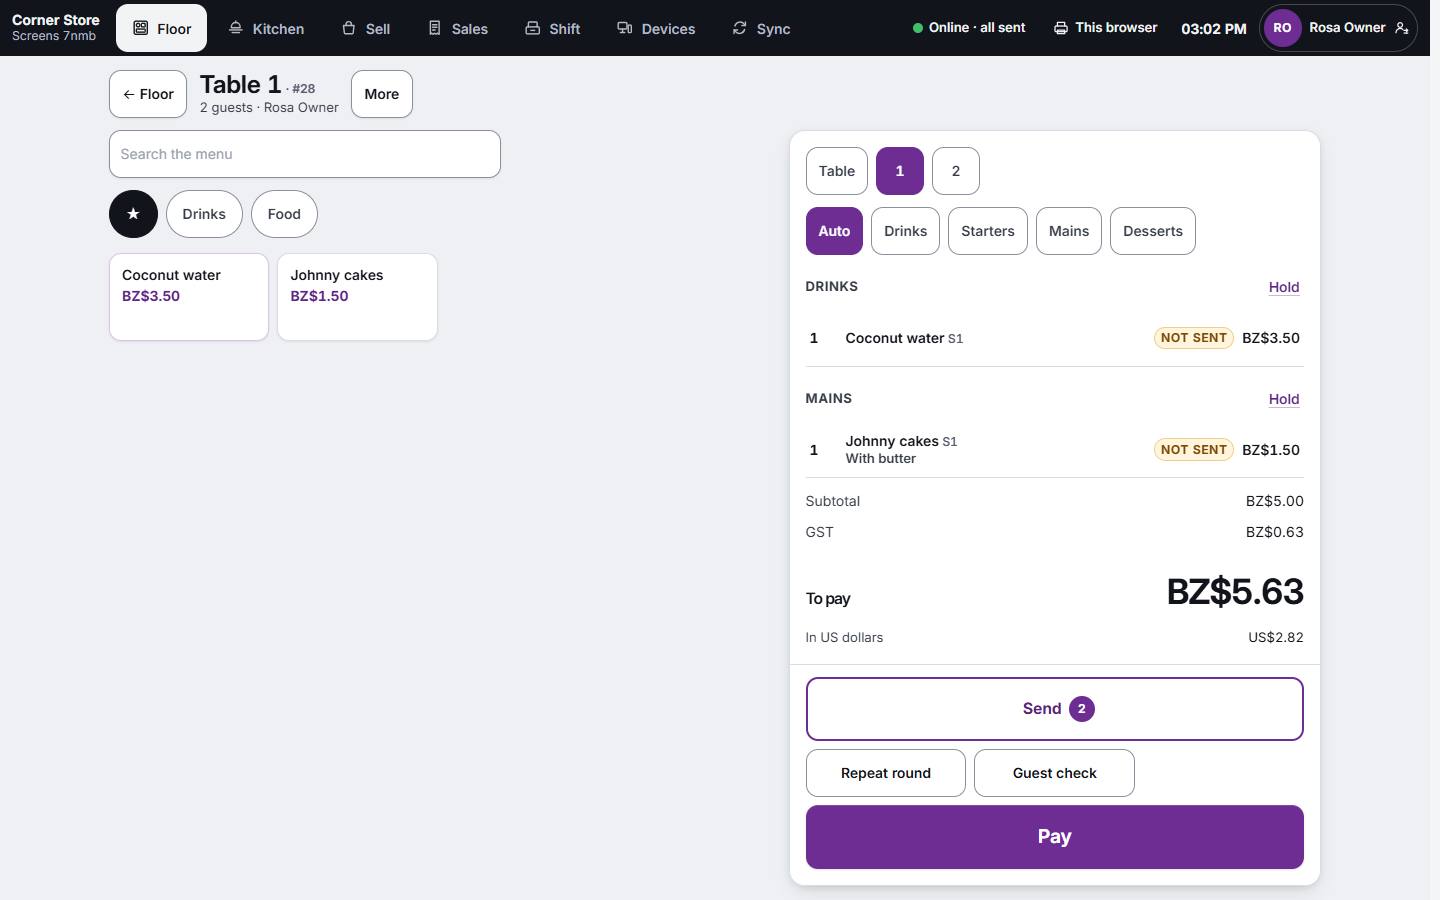 Corner Store
Screens 7nmb
Floor
Kitchen
Sell
Sales
Shift
Devices
Sync
Online · all sent
This browser
03:02 PM
RO
Rosa Owner
← Floor
Table 1 · #28
2 guests · Rosa Owner
More
Search the menu
★
Drinks
Food
Coconut water
BZ$3.50
Johnny cakes
BZ$1.50
Table
1
2
Auto
Drinks
Starters
Mains
Desserts
DRINKS
Hold
1 Coconut water S1 NOT SENT BZ$3.50
MAINS
Hold
1 Johnny cakes S1 NOT SENT BZ$1.50
With butter
Subtotal BZ$5.00
GST BZ$0.63
To pay BZ$5.63
In US dollars US$2.82
Send 2
Repeat round
Guest check
Pay